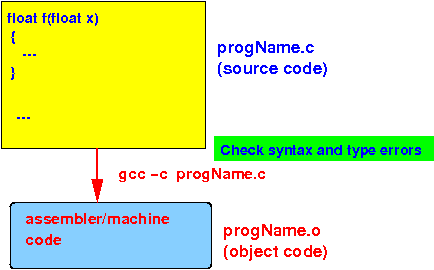 float f(float x)
{
...
}
...
progName.c
(source code)
Check syntax and type errors
gcc -c progName.c
assembler/machine
code
progName.o
(object code)